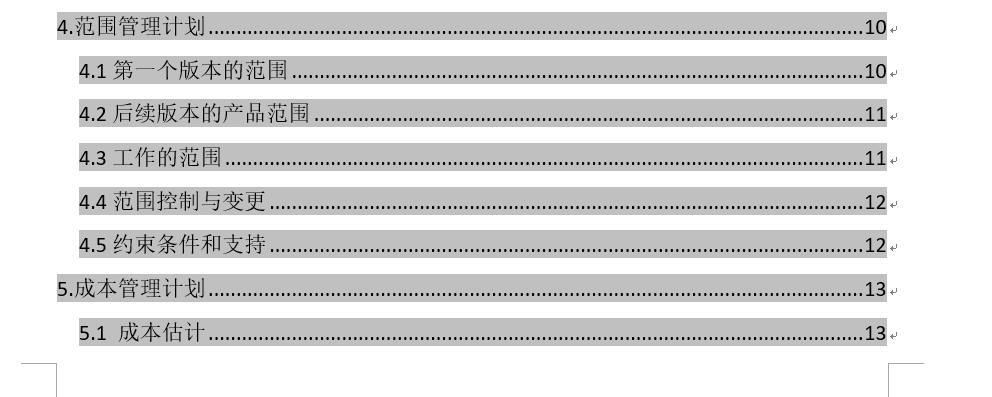 4.范围管理计划........................................10
4.1 第一个版本的范围........................................10
4.2 后续版本的产品范围........................................11
4.3 工作的范围........................................11
4.4 范围控制与变更........................................12
4.5 约束条件和支持........................................12
5.成本管理计划........................................13
5.1 成本估计........................................13